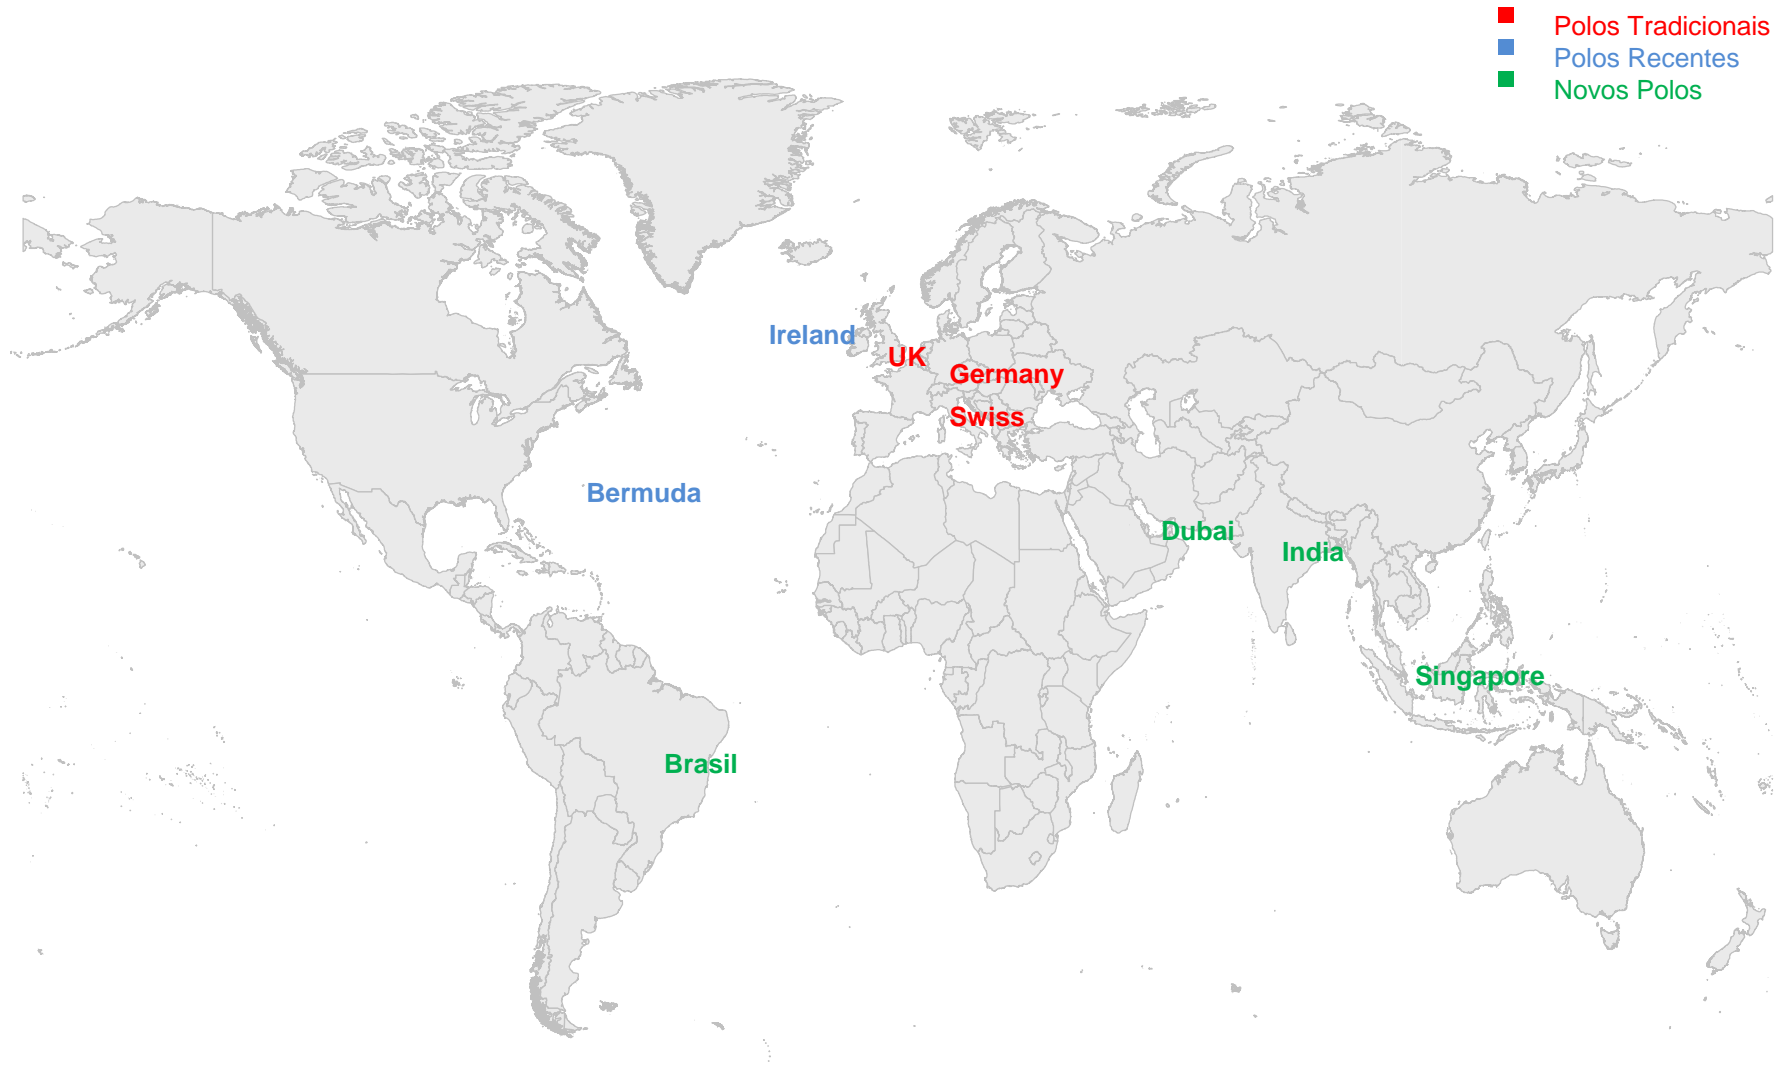 Polos Tradicionais
Polos Recentes
Novos Polos
Ireland
UK
Germany
Swiss
Bermuda
Dubai
India
Singapore
Brasil